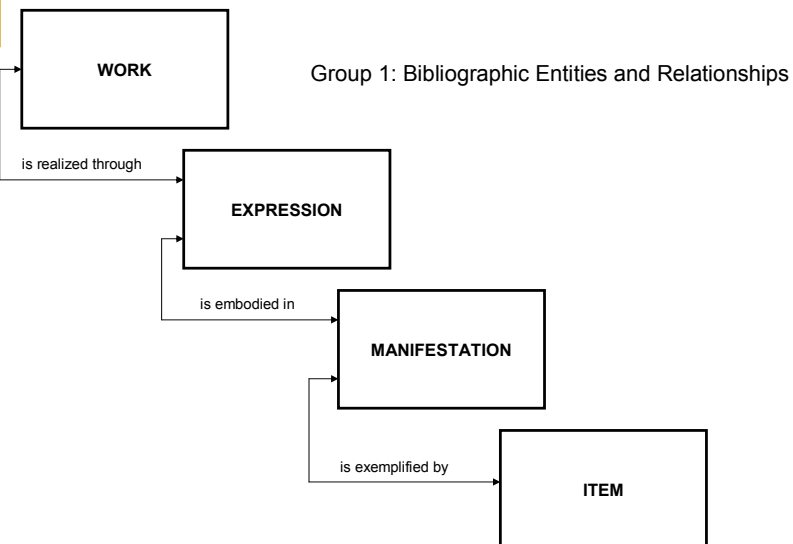 WORK
Group 1: Bibliographic Entities and Relationships
is realized through
EXPRESSION
is embodied in
MANIFESTATION
is exemplified by
ITEM